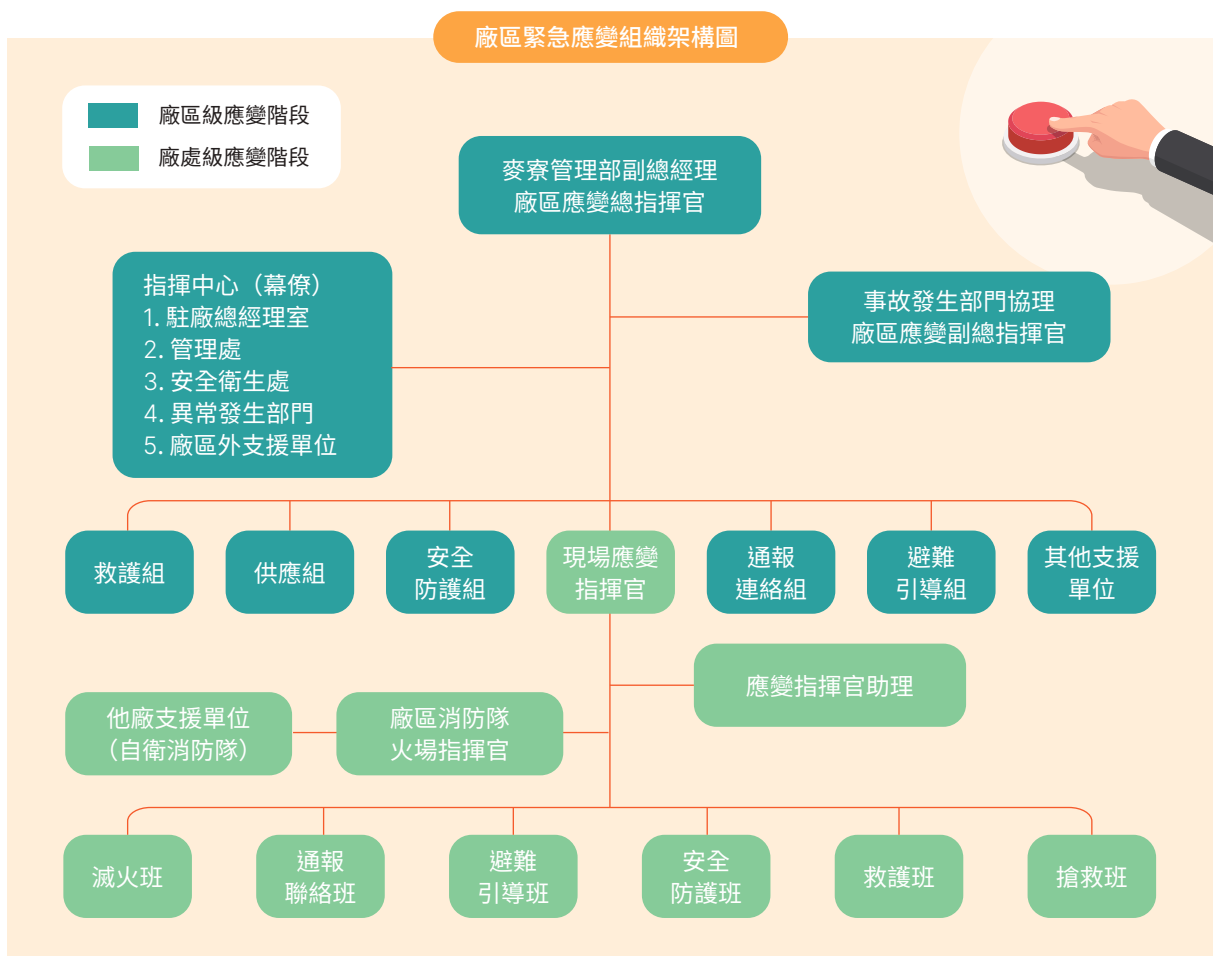 廠區緊急應變組織架構圖
廠區級應變階段
廠處級應變階段
麥寮管理部副總經理
廠區應變總指揮官
指揮中心（幕僚）
1. 駐廠總經理室
2. 管理處
3. 安全衛生處
4. 異常發生部門
5. 廠區外支援單位
事故發生部門協理
廠區應變副總指揮官
救護組
供應組
安全
防護組
現場應變
指揮官
通報
連絡組
避難
引導組
其他支援
單位
應變指揮官助理
他廠支援單位
（自衛消防隊）
廠區消防隊
火場指揮官
滅火班
通報
聯絡班
避難
引導班
安全
防護班
救護班
搶救班